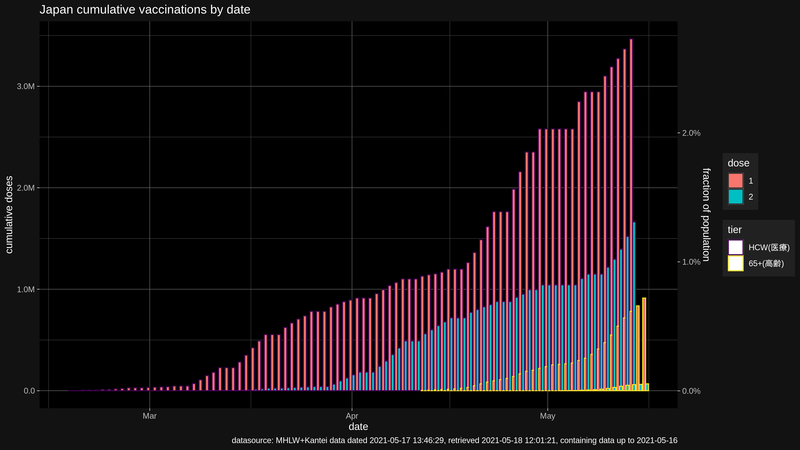 Japan cumulative vaccinations by date
cumulative doses
3.0M
2.0M
1.0M
0.0
2.0%
1.0%
0.0%
fraction of population
Mar
Apr
May
date
dose
1
2
tier
HCW(医療)
65+(高齢)
datasource: MHLW+Kantei data dated 2021-05-17 13:46:29, retrieved 2021-05-18 12:01:21, containing data up to 2021-05-16